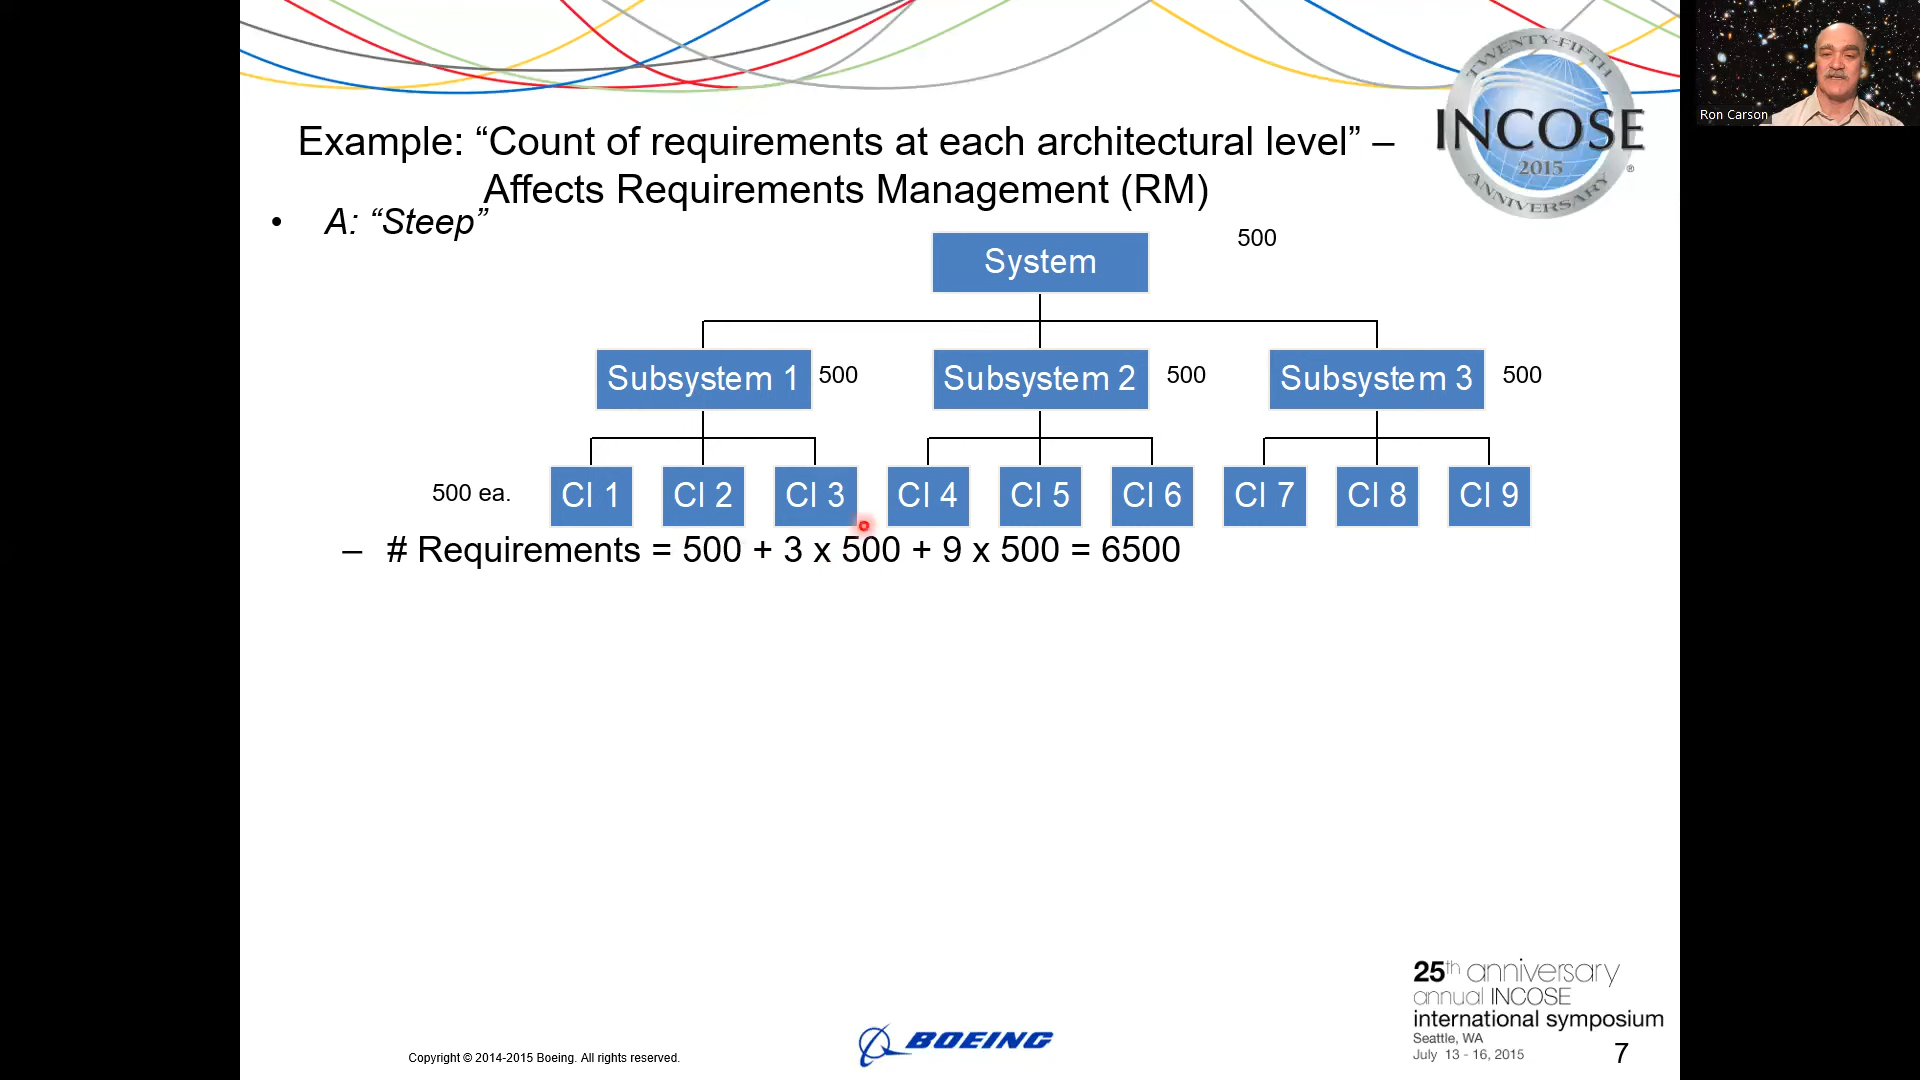 Example: “Count of requirements at each architectural level” –
Affects Requirements Management (RM)
TWENTY-FIFTH
INCOSE
2015
®
ANNIVERSARY
Ron Carson
• A: “Steep”
500
System
Subsystem 1 500 Subsystem 2 500 Subsystem 3 500
500 ea. CI 1 CI 2 CI 3 CI 4 CI 5 CI 6 CI 7 CI 8 CI 9
– # Requirements = 500 + 3 x 500 + 9 x 500 = 6500
25th anniversary
annual INCOSE
international symposium
Seattle, WA
July 13 - 16, 2015
Copyright © 2014-2015 Boeing. All rights reserved.
BOEING
7